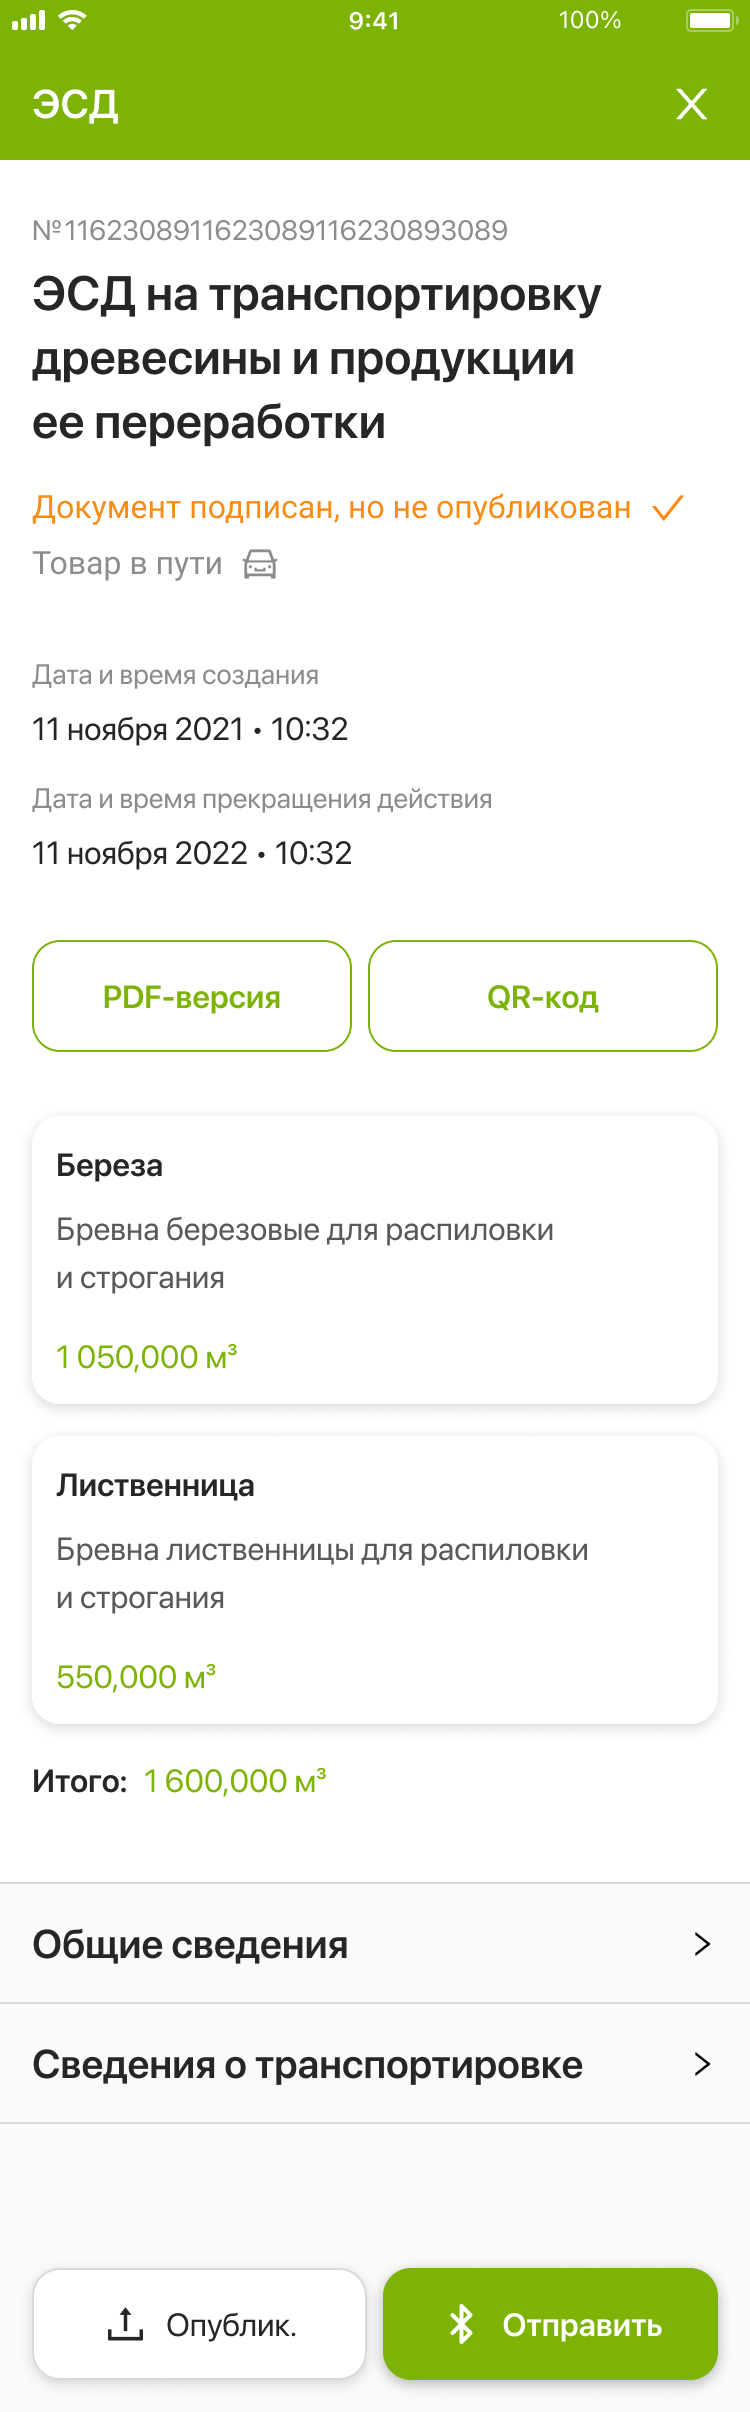 9:41
100%
ЭСД
№1162308911623089116230893089
ЭСД на транспортировку
древесины и продукции
ее переработки
Документ подписан, но не опубликован
Товар в пути
Дата и время создания
11 ноября 2021 • 10:32
Дата и время прекращения действия
11 ноября 2022 • 10:32
PDF-версия
QR-код
Береза
Бревна березовые для распиловки
и строгания
1 050,000 м³
Лиственница
Бревна лиственницы для распиловки
и строгания
550,000 м³
Итого: 1 600,000 м³
Общие сведения
Сведения о транспортировке
Опублик.
Отправить